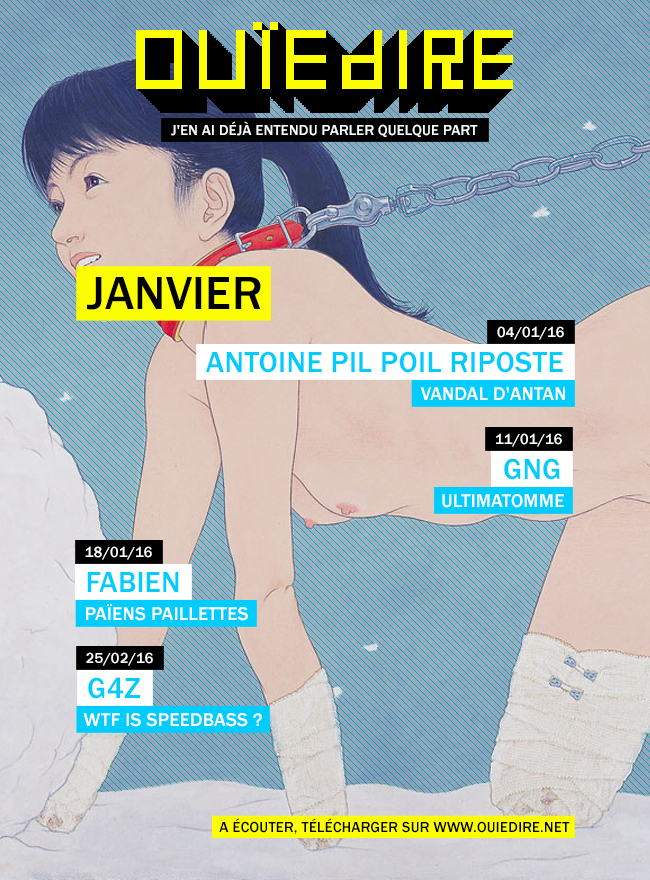 OUÏEDIRE
J'EN AI DÉJÀ ENTENDU PARLER QUELQUE PART
JANVIER
04/01/16
ANTOINE PIL POIL RIPOSTE
VANDAL D'ANTAN
11/01/16
GNG
ULTIMATOMME
18/01/16
FABIEN
PAÏENS PAILLETTES
25/02/16
G4Z
WTF IS SPEEDBASS ?
A ÉCOUTER, TÉLÉCHARGER SUR WWW.OUIEDIRE.NET